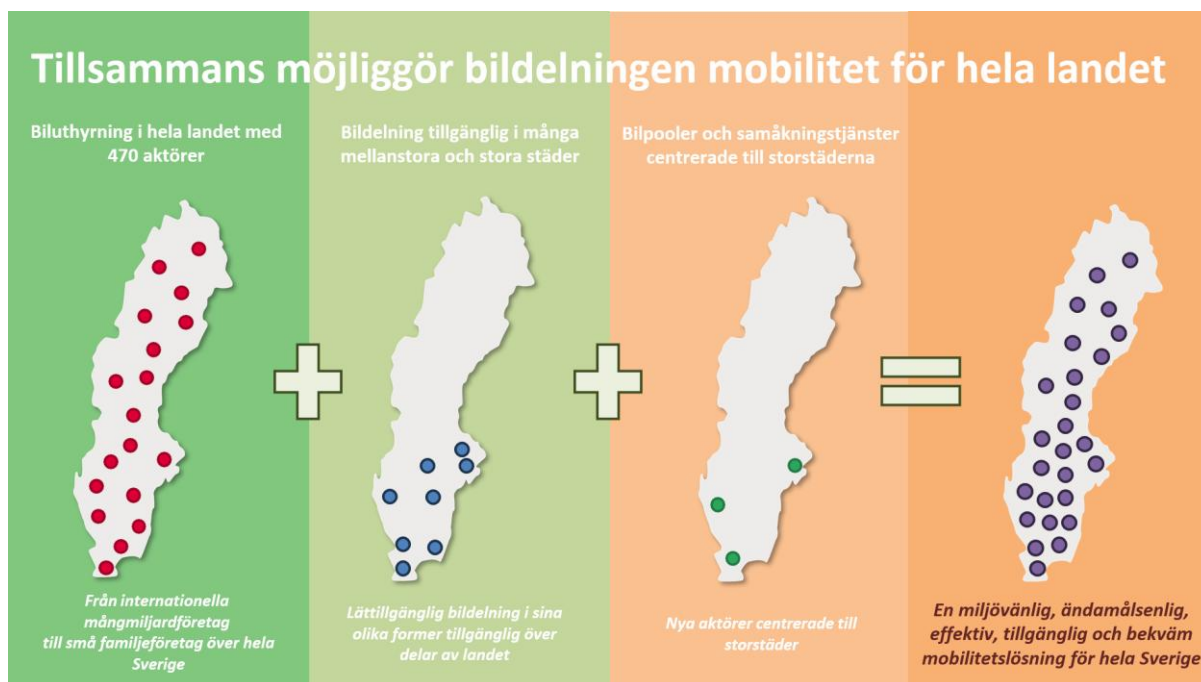 Tillsammans möjliggör bildelningen mobilitet för hela landet
Biluthyrning i hela landet med
470 aktörer
Bildelning tillgänglig i många
mellanstora och stora städer
Bilpooler och samåkningstjänster
centrerade till storstäderna
Från internationella
mångmiljardföretag
till små familjeföretag över hela
Sverige
Lättillgänglig bildelning i sina
olika former tillgänglig över
delar av landet
Nya aktörer centrerade till
storstäder
En miljövänlig, ändamålsenlig,
effektiv, tillgänglig och bekväm
mobilitetslösning för hela Sverige